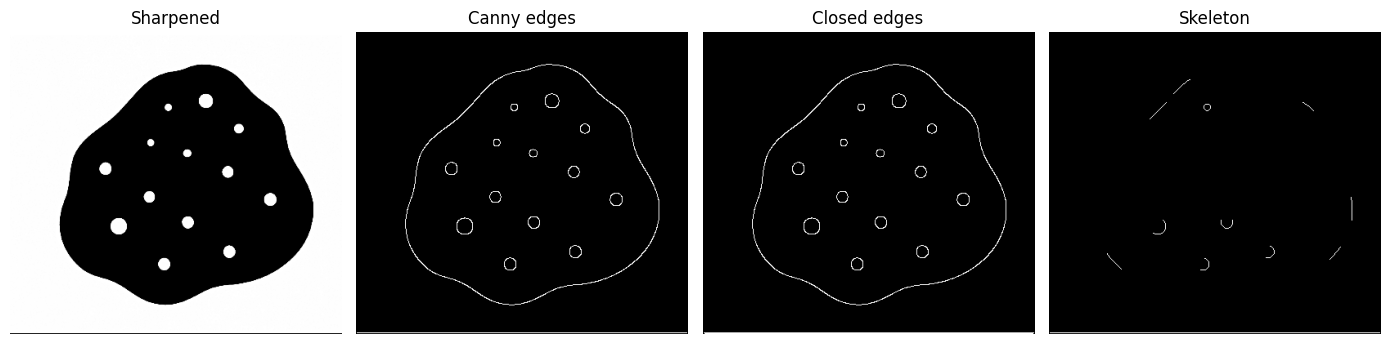 Sharpened
Canny edges
Closed edges
Skeleton